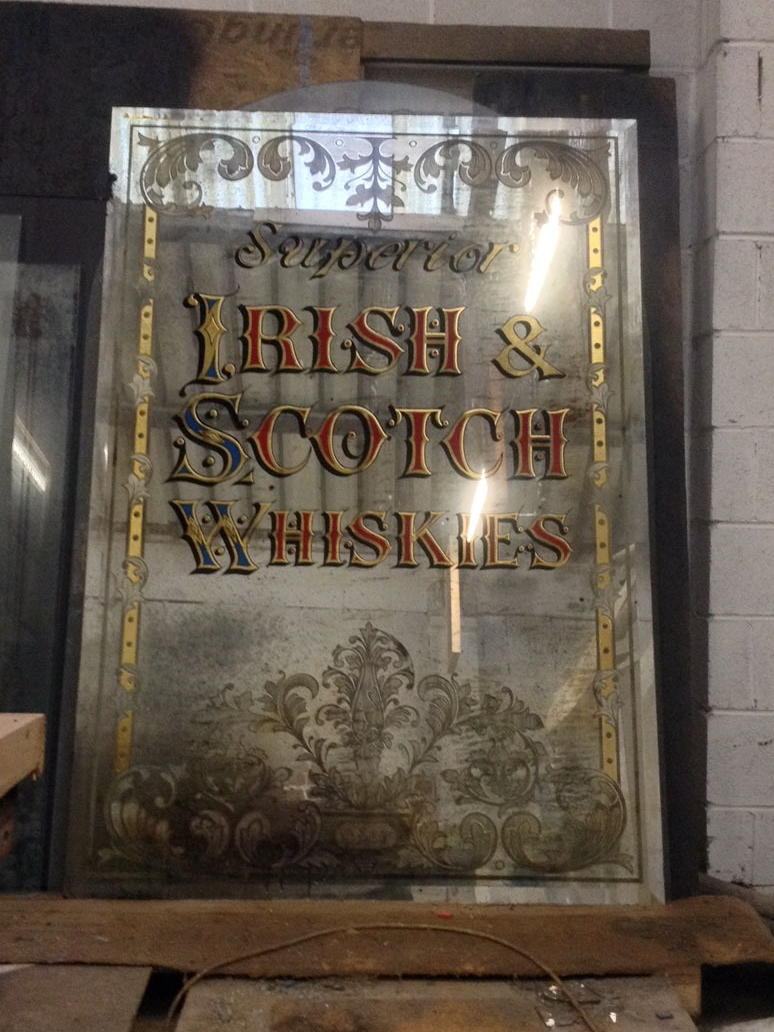 Superior
IRISH &
SCOTCH
WHISKIES